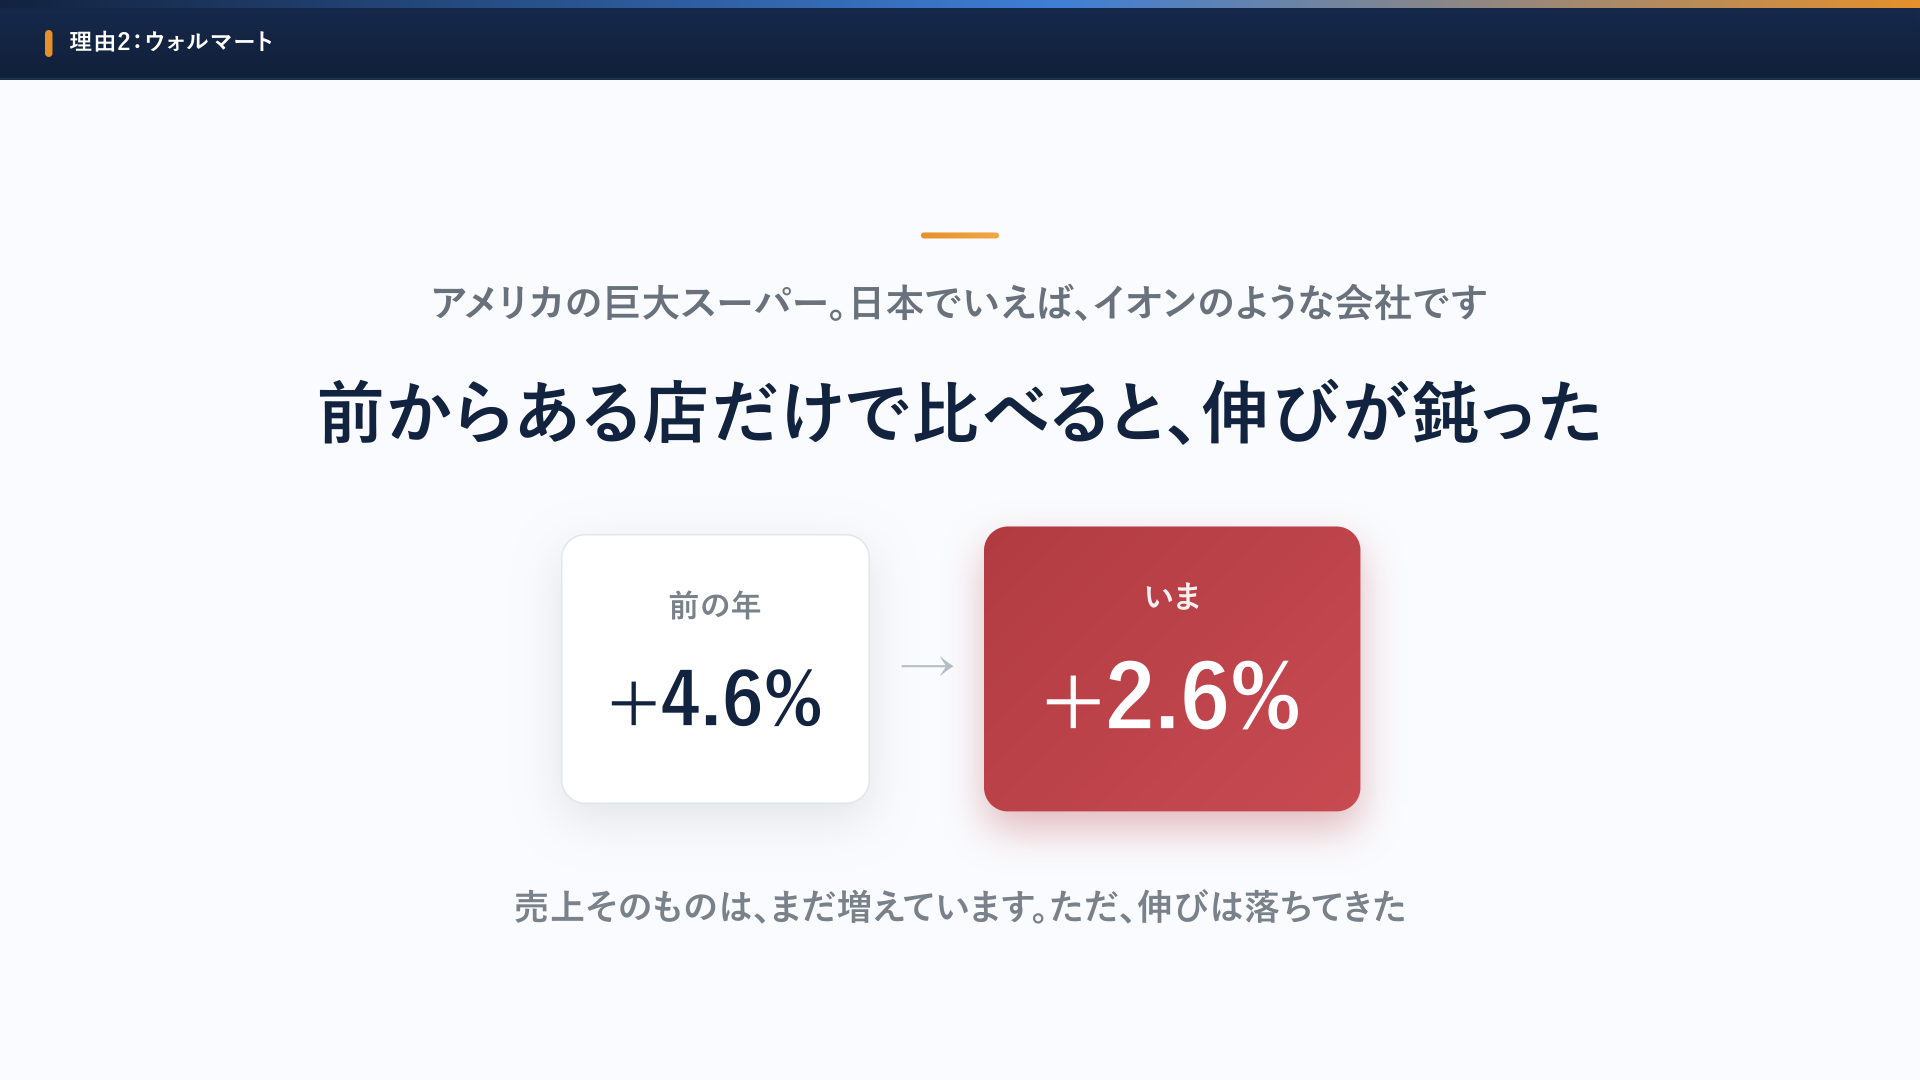 理由2：ウォルマート
アメリカの巨大スーパー。日本でいえば、イオンのような会社です
前からある店だけで比べると、伸びが鈍った
前の年
+4.6%
→
いま
+2.6%
売上そのものは、まだ増えています。ただ、伸びは落ちてきた